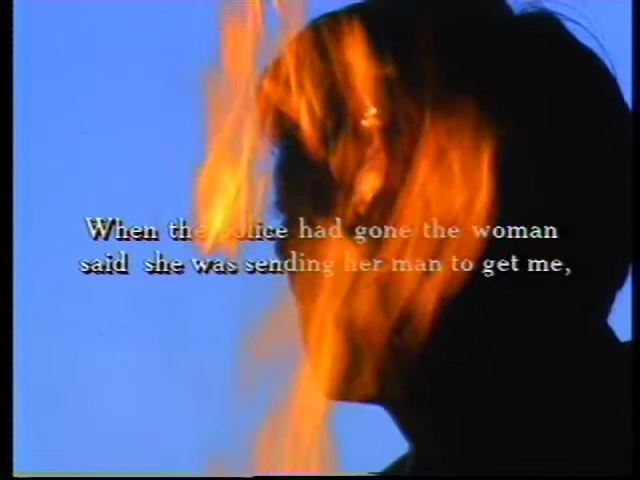 When the police had gone the woman
said she was sending her man to get me,